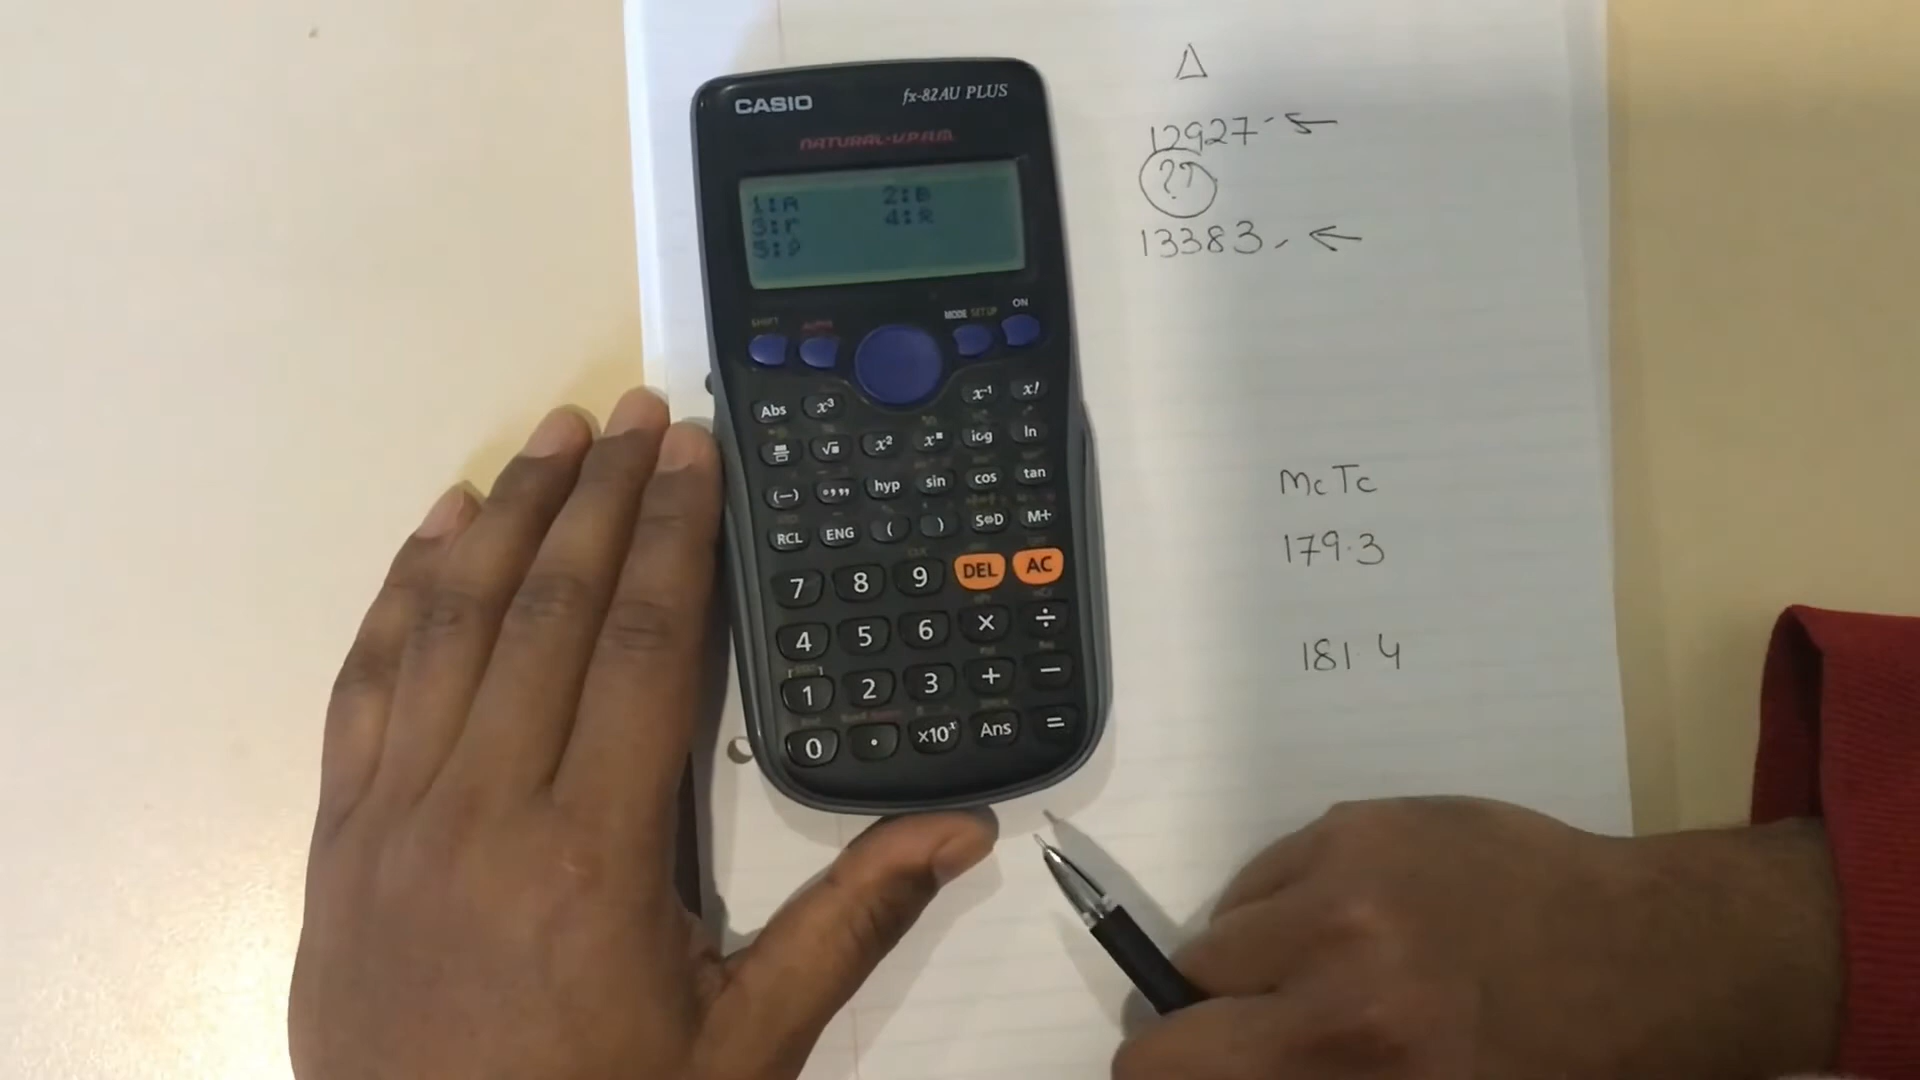 CASIO
fx-82AU PLUS
NATURAL-V.P.A.M.
1:A 2:B
3:r 4:x̂
5:ŷ
SHIFT ALPHA MODE SETUP ON
Abs x³ x⁻¹ x!
√■ x² x■ log ln
(−) °,,, hyp sin cos tan
RCL ENG ( ) S⇔D M+
7 8 9 DEL AC
4 5 6 × ÷
1 2 3 + −
0 · ×10ˣ Ans =
Δ
12927 ←
??
13383 ←
McTc
179.3
181.4